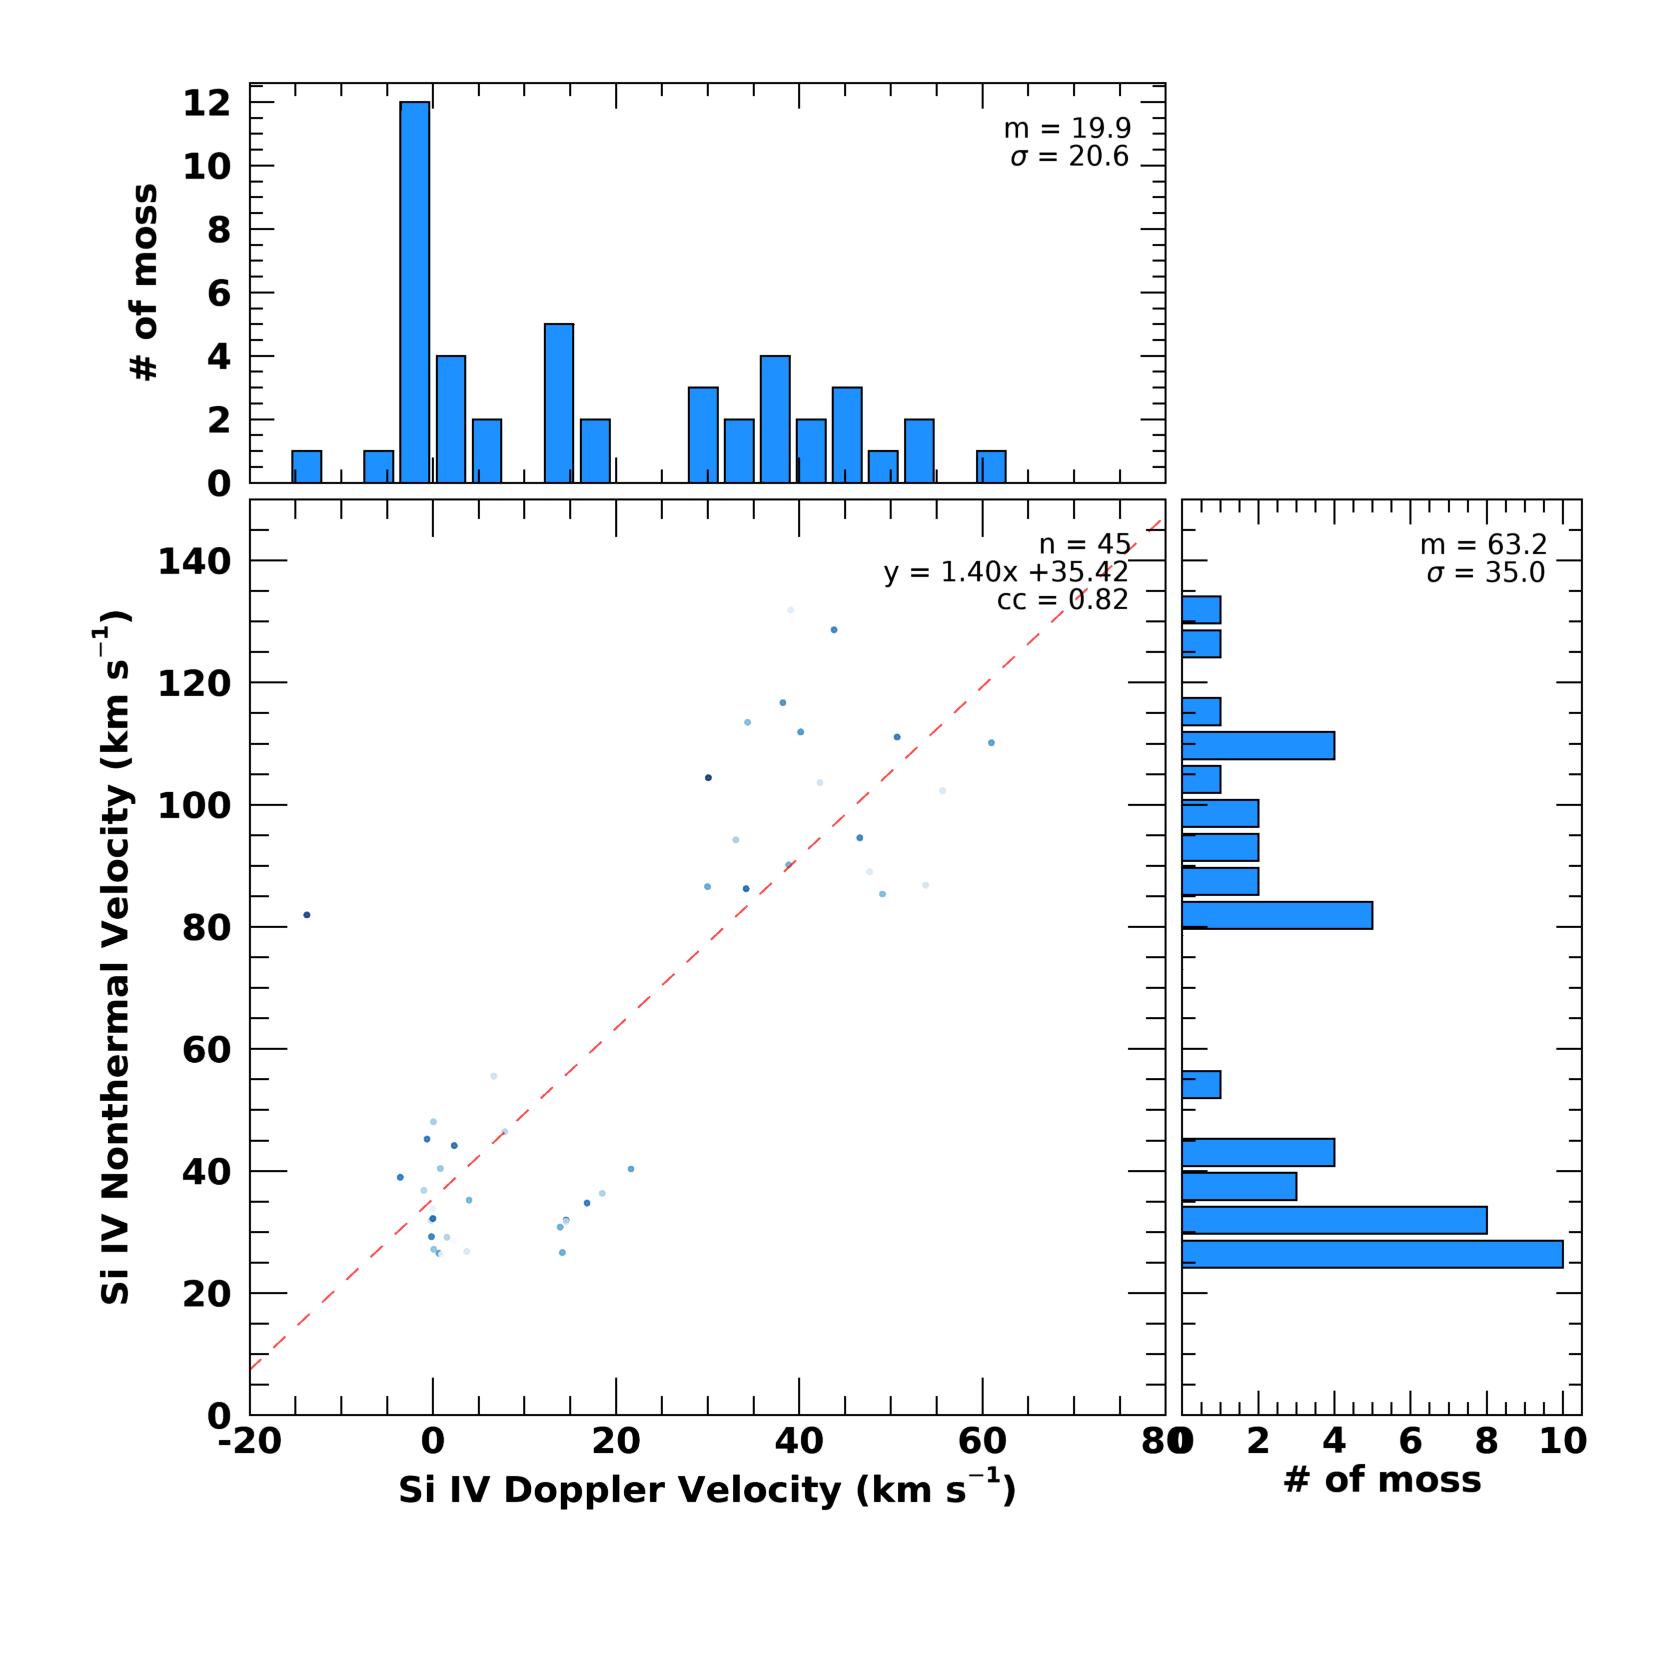 12
10
8
6
4
2
0
# of moss
m = 19.9
σ = 20.6
n = 45
y = 1.40x +35.42
cc = 0.82
m = 63.2
σ = 35.0
140
120
100
80
60
40
20
0
Si IV Nonthermal Velocity (km s⁻¹)
-20 0 20 40 60 80
0 2 4 6 8 10
Si IV Doppler Velocity (km s⁻¹)
# of moss